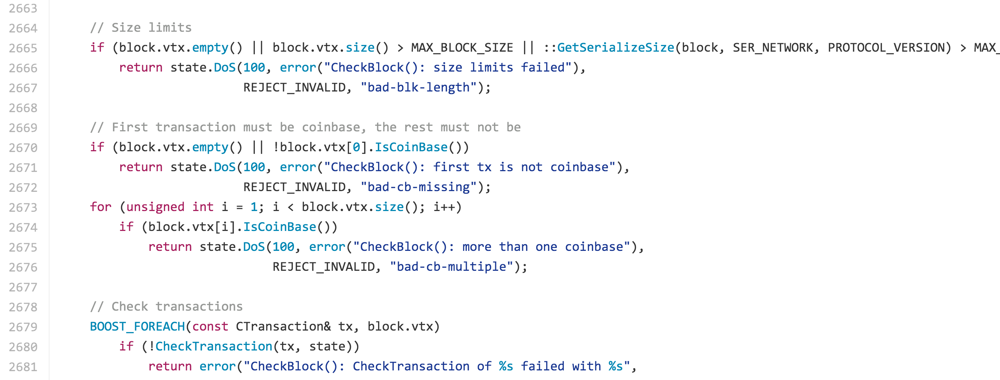 2663
2664 // Size limits
2665 if (block.vtx.empty() || block.vtx.size() > MAX_BLOCK_SIZE || ::GetSerializeSize(block, SER_NETWORK, PROTOCOL_VERSION) > MAX_
2666 return state.DoS(100, error("CheckBlock(): size limits failed"),
2667 REJECT_INVALID, "bad-blk-length");
2668
2669 // First transaction must be coinbase, the rest must not be
2670 if (block.vtx.empty() || !block.vtx[0].IsCoinBase())
2671 return state.DoS(100, error("CheckBlock(): first tx is not coinbase"),
2672 REJECT_INVALID, "bad-cb-missing");
2673 for (unsigned int i = 1; i < block.vtx.size(); i++)
2674 if (block.vtx[i].IsCoinBase())
2675 return state.DoS(100, error("CheckBlock(): more than one coinbase"),
2676 REJECT_INVALID, "bad-cb-multiple");
2677
2678 // Check transactions
2679 BOOST_FOREACH(const CTransaction& tx, block.vtx)
2680 if (!CheckTransaction(tx, state))
2681 return error("CheckBlock(): CheckTransaction of %s failed with %s",